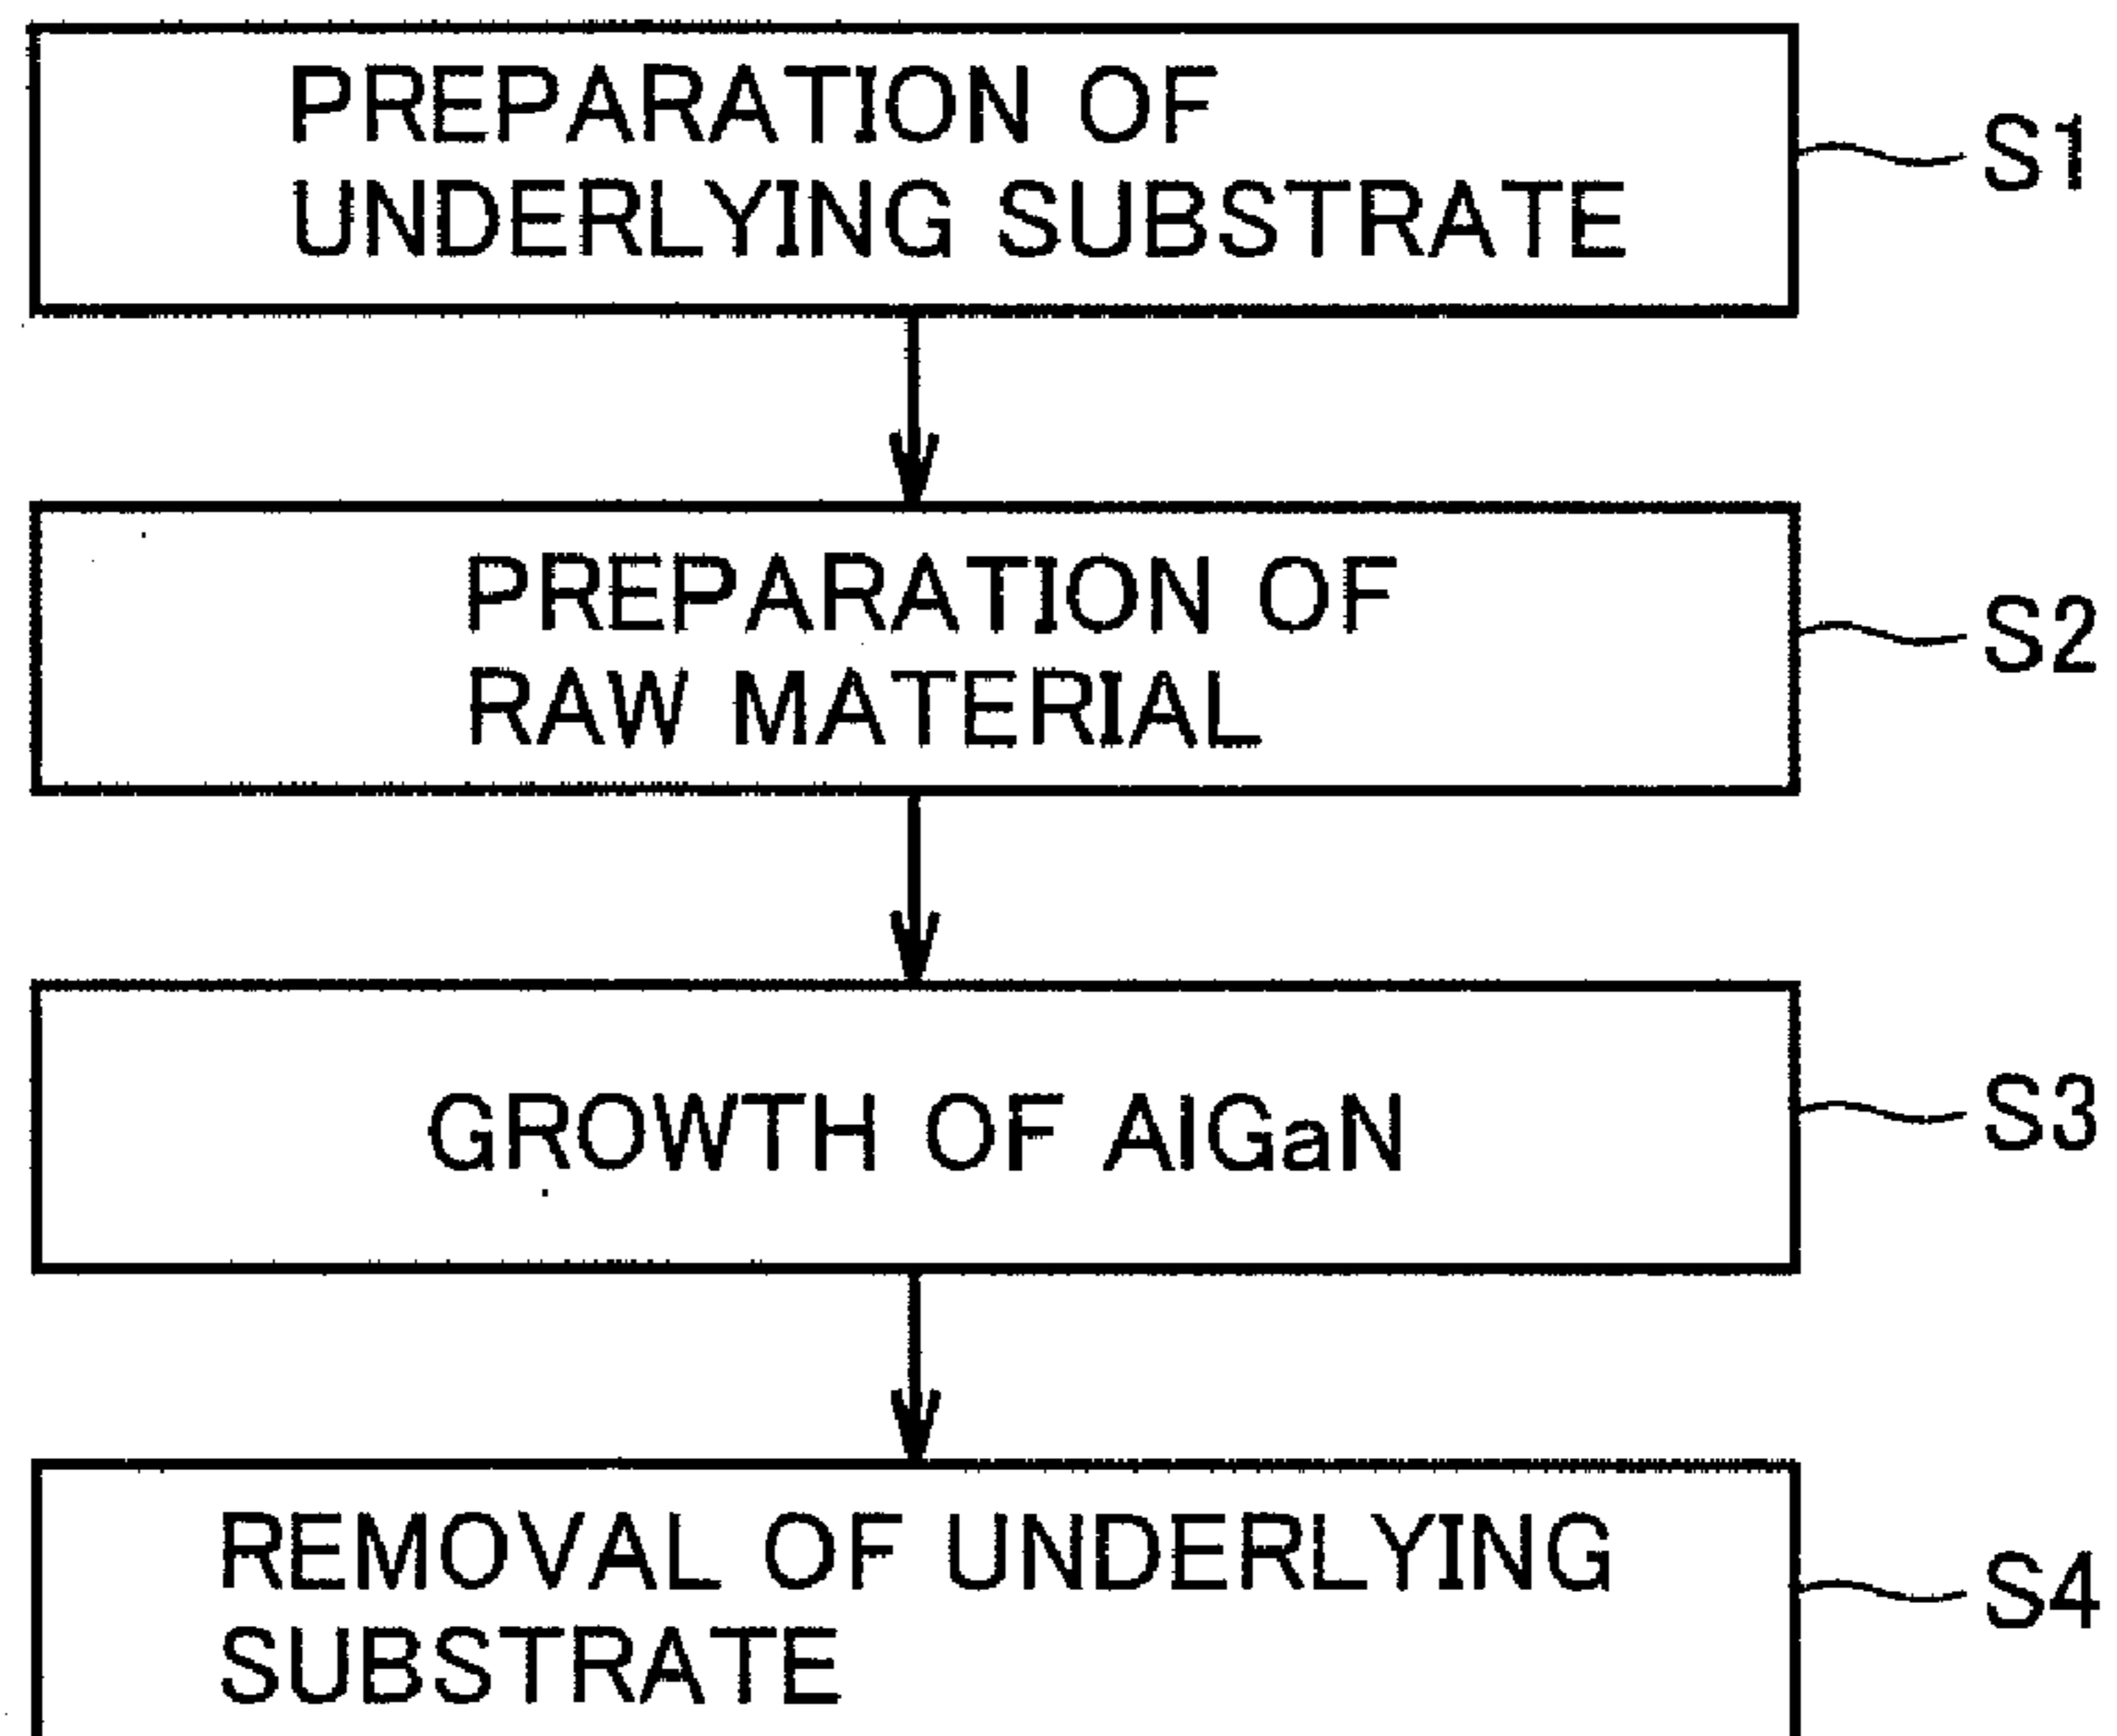 PREPARATION OF
UNDERLYING SUBSTRATE
S1
PREPARATION OF
RAW MATERIAL
S2
GROWTH OF AlGaN
S3
REMOVAL OF UNDERLYING
SUBSTRATE
S4